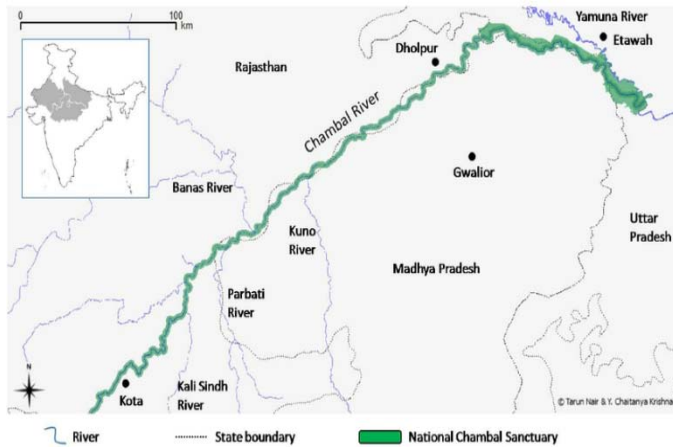 0
100
km
Yamuna River
Etawah
Dholpur
Rajasthan
Chambal River
Gwalior
Banas River
Kuno
River
Uttar
Pradesh
Madhya Pradesh
Parbati
River
N
Kota
Kali Sindh
River
© Tarun Nair & Y. Chaitanya Krishna
River
State boundary
National Chambal Sanctuary